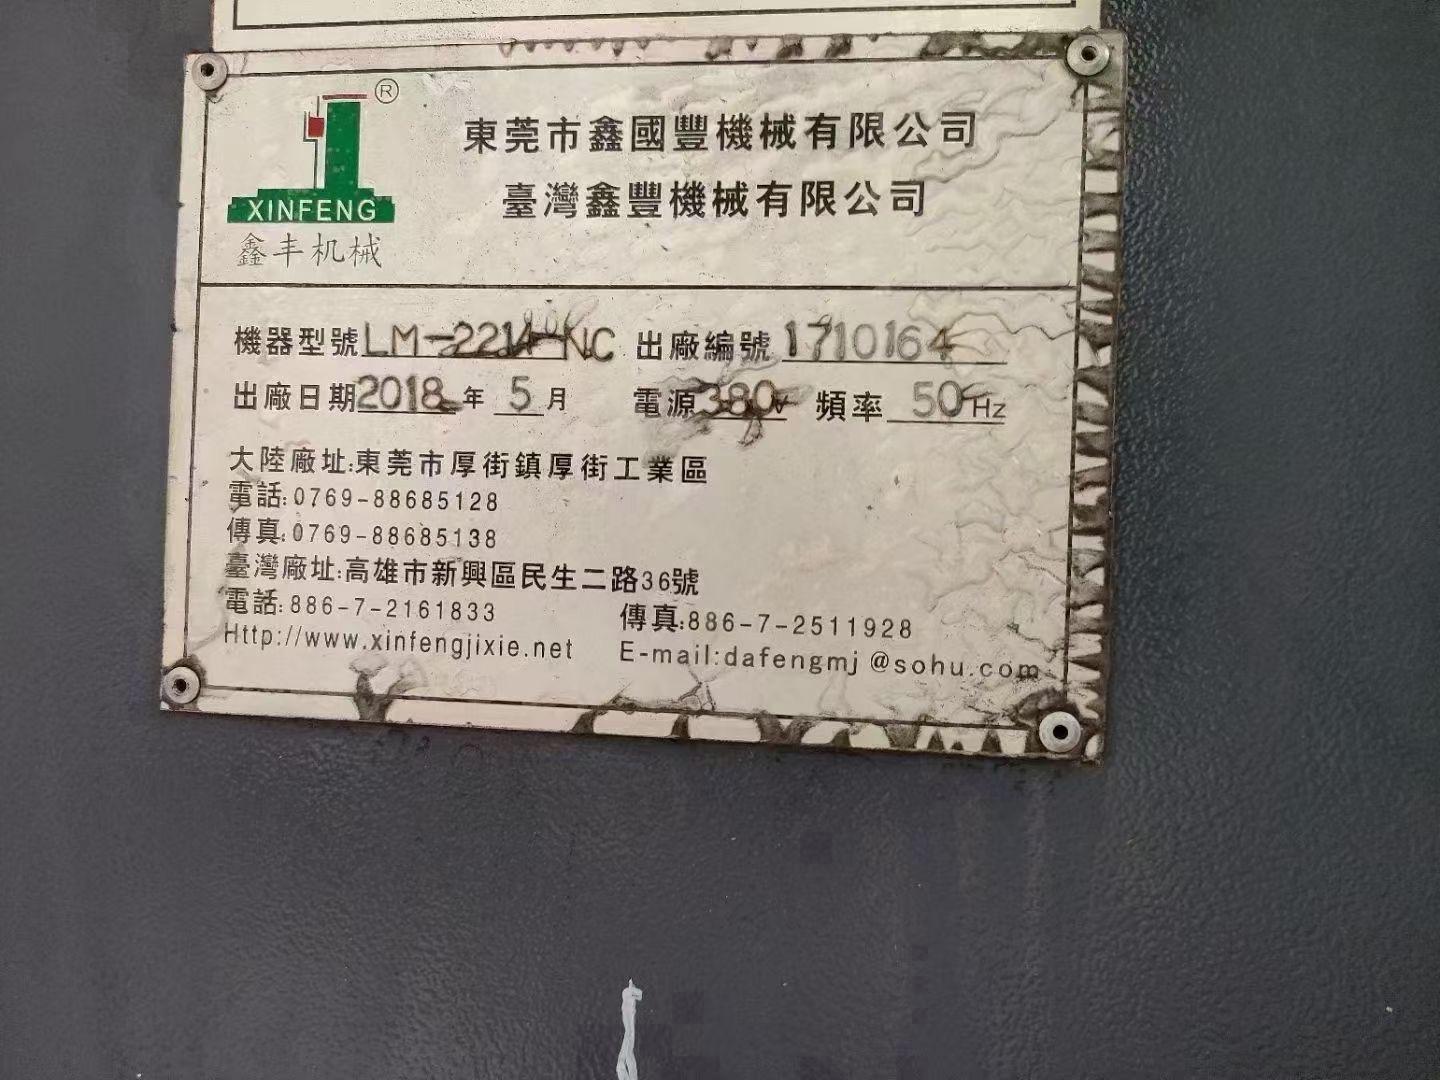 ®
XINFENG
鑫丰机械
東莞市鑫國豐機械有限公司
臺灣鑫豐機械有限公司
機器型號LM-2214-NC 出廠編號1710164
出廠日期2018年5月 電源380V 頻率50Hz
大陸廠址:東莞市厚街鎮厚街工業區
電話:0769-88685128
傳真:0769-88685138
臺灣廠址:高雄市新興區民生二路36號
電話:886-7-2161833 傳真:886-7-2511928
Http://www.xinfengjixie.net E-mail:dafengmj@sohu.com